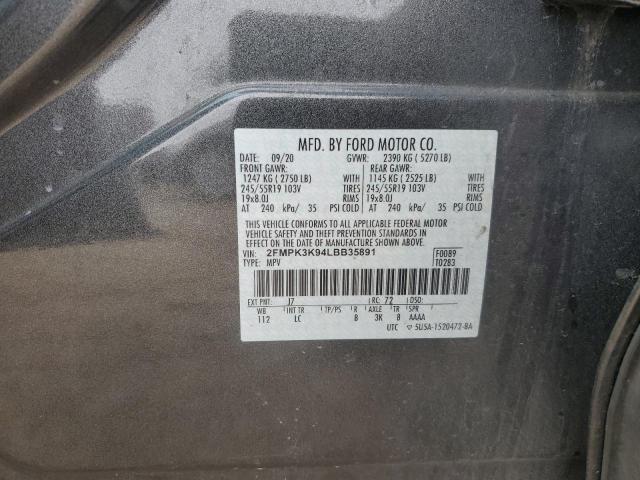 MFD. BY FORD MOTOR CO.
DATE: 09/20 GVWR: 2390 KG ( 5270 LB)
FRONT GAWR: REAR GAWR:
1247 KG ( 2750 LB) WITH 1145 KG ( 2525 LB) WITH
245/55R19 103V TIRES 245/55R19 103V TIRES
19x8.0J RIMS 19x8.0J RIMS
AT 240 kPa/ 35 PSI COLD AT 240 kPa/ 35 PSI COLD
THIS VEHICLE CONFORMS TO ALL APPLICABLE FEDERAL MOTOR
VEHICLE SAFETY AND THEFT PREVENTION STANDARDS IN
EFFECT ON THE DATE OF MANUFACTURE SHOWN ABOVE.
VIN: 2FMPK3K94LBB35891 F0089
TYPE: MPV T0283
EXT PNT: J7 RC: 72 DSO:
WB INT TR TP/PS R AXLE TR SPR
112 LC 8 3K 8 AAAA
UTC ▽ 5U5A-1520472-BA